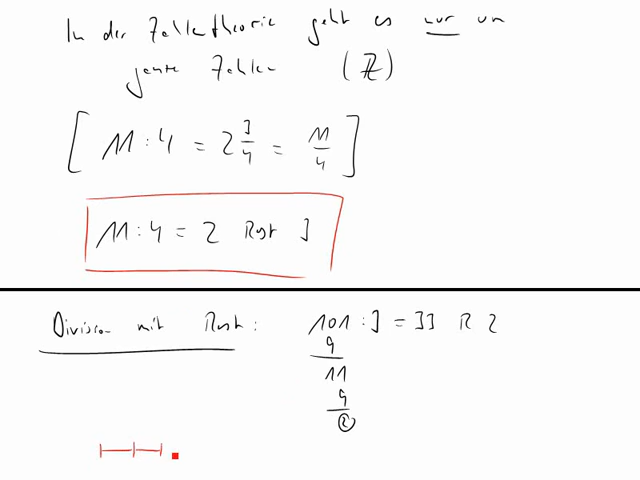 In der Zahlentheorie geht es nur um
ganze Zahlen (ℤ)
[ 11 : 4 = 2 3/4 = 11/4 ]
11 : 4 = 2 Rest 3
Division mit Rest: 101 : 3 = 33 R 2
9
11
9
2